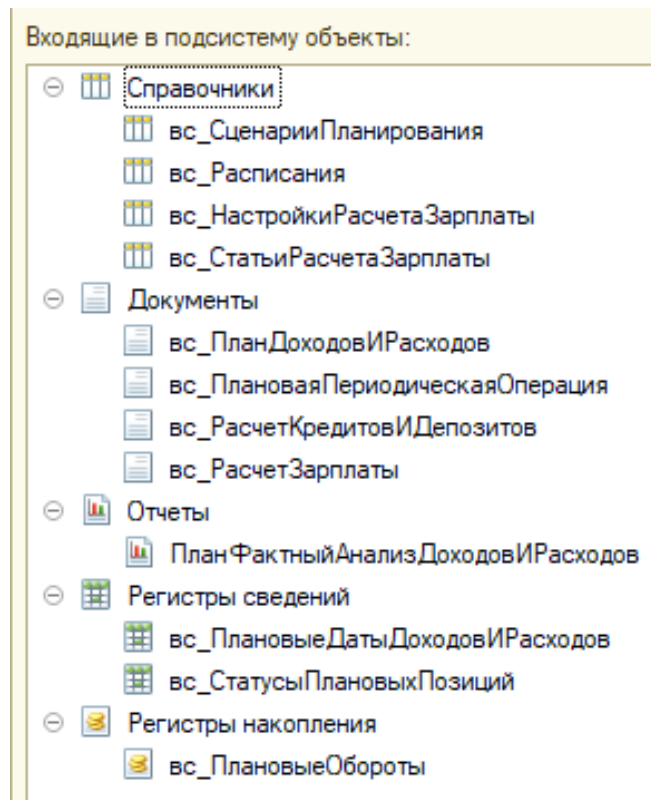 Входящие в подсистему объекты:
Справочники
вс_СценарииПланирования
вс_Расписания
вс_НастройкиРасчетаЗарплаты
вс_СтатьиРасчетаЗарплаты
Документы
вс_ПланДоходовИРасходов
вс_ПлановаяПериодическаяОперация
вс_РасчетКредитовИДепозитов
вс_РасчетЗарплаты
Отчеты
ПланФактныйАнализДоходовИРасходов
Регистры сведений
вс_ПлановыеДатыДоходовИРасходов
вс_СтатусыПлановыхПозиций
Регистры накопления
вс_ПлановыеОбороты